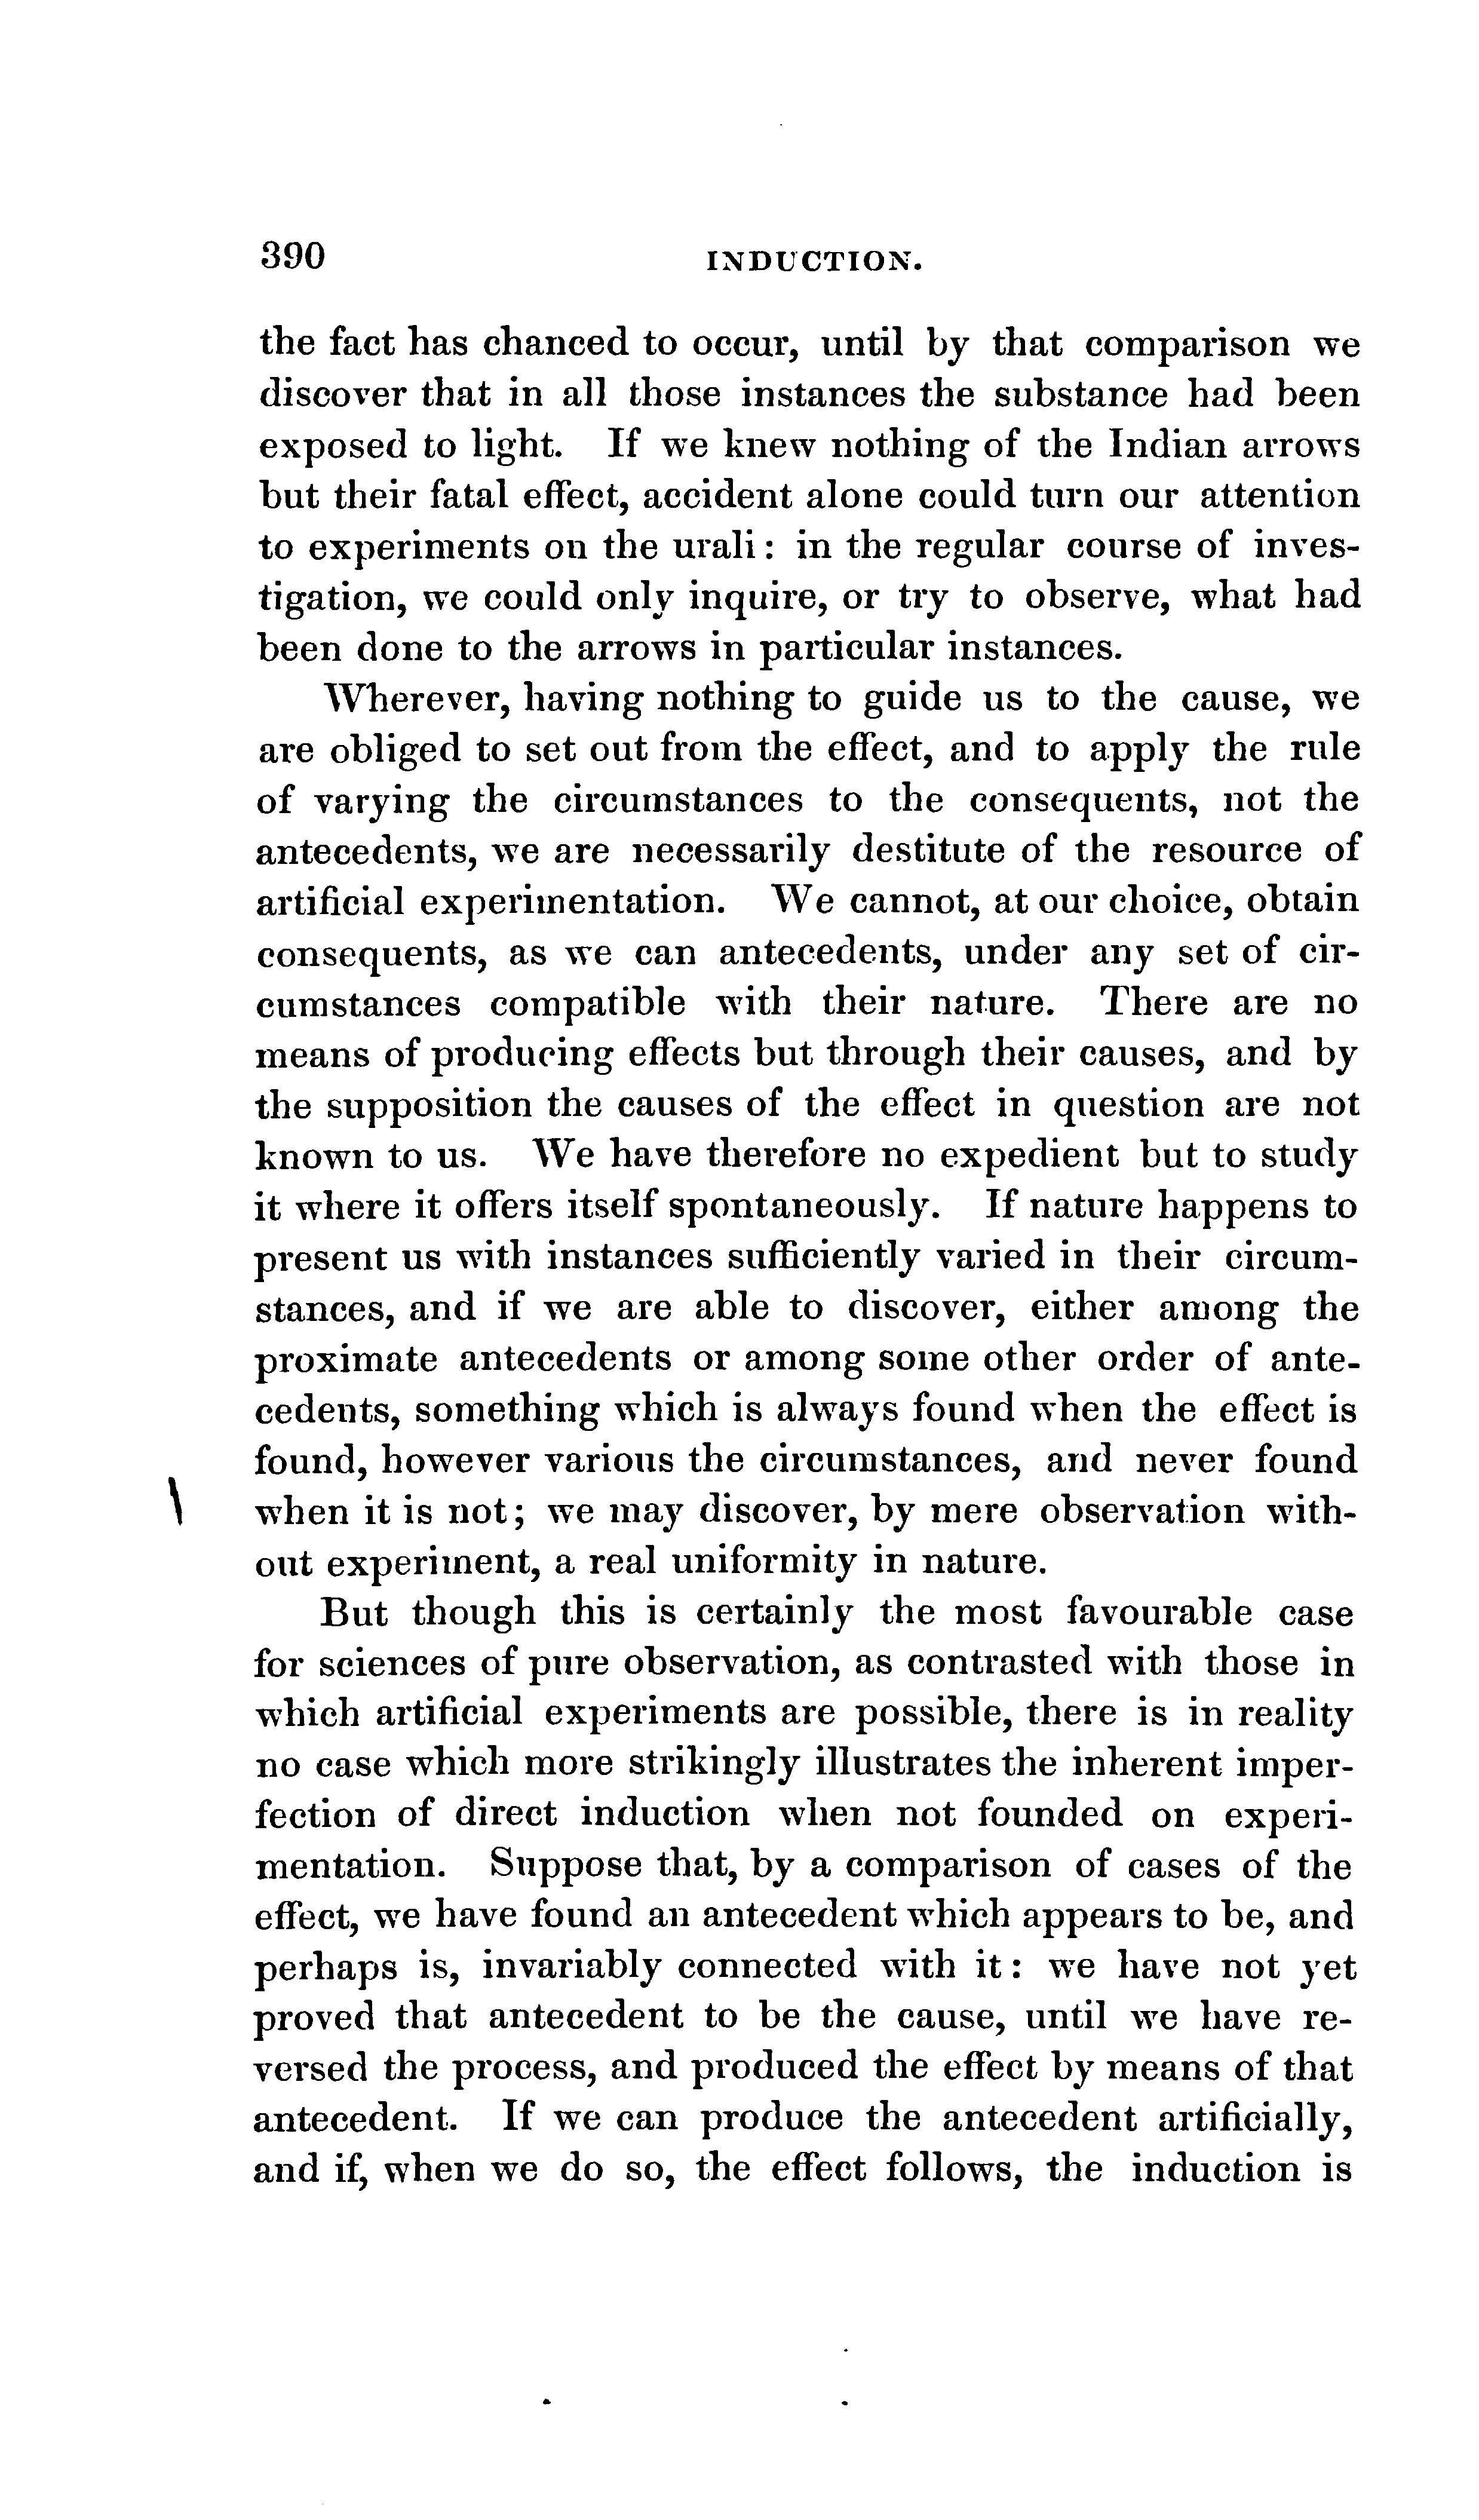 390 INDUCTION.
the fact has chanced to occur, until by that comparison we
discover that in all those instances the substance had been
exposed to light. If we knew nothing of the Indian arrows
but their fatal effect, accident alone could turn our attention
to experiments on the urali: in the regular course of inves-
tigation, we could only inquire, or try to observe, what had
been done to the arrows in particular instances.
Wherever, having nothing to guide us to the cause, we
are obliged to set out from the effect, and to apply the rule
of varying the circumstances to the consequents, not the
antecedents, we are necessarily destitute of the resource of
artificial experimentation. We cannot, at our choice, obtain
consequents, as we can antecedents, under any set of cir-
cumstances compatible with their nature. There are no
means of producing effects but through their causes, and by
the supposition the causes of the effect in question are not
known to us. We have therefore no expedient but to study
it where it offers itself spontaneously. If nature happens to
present us with instances sufficiently varied in their circum-
stances, and if we are able to discover, either among the
proximate antecedents or among some other order of ante-
cedents, something which is always found when the effect is
found, however various the circumstances, and never found
when it is not; we may discover, by mere observation with-
out experiment, a real uniformity in nature.
But though this is certainly the most favourable case
for sciences of pure observation, as contrasted with those in
which artificial experiments are possible, there is in reality
no case which more strikingly illustrates the inherent imper-
fection of direct induction when not founded on experi-
mentation. Suppose that, by a comparison of cases of the
effect, we have found an antecedent which appears to be, and
perhaps is, invariably connected with it: we have not yet
proved that antecedent to be the cause, until we have re-
versed the process, and produced the effect by means of that
antecedent. If we can produce the antecedent artificially,
and if, when we do so, the effect follows, the induction is